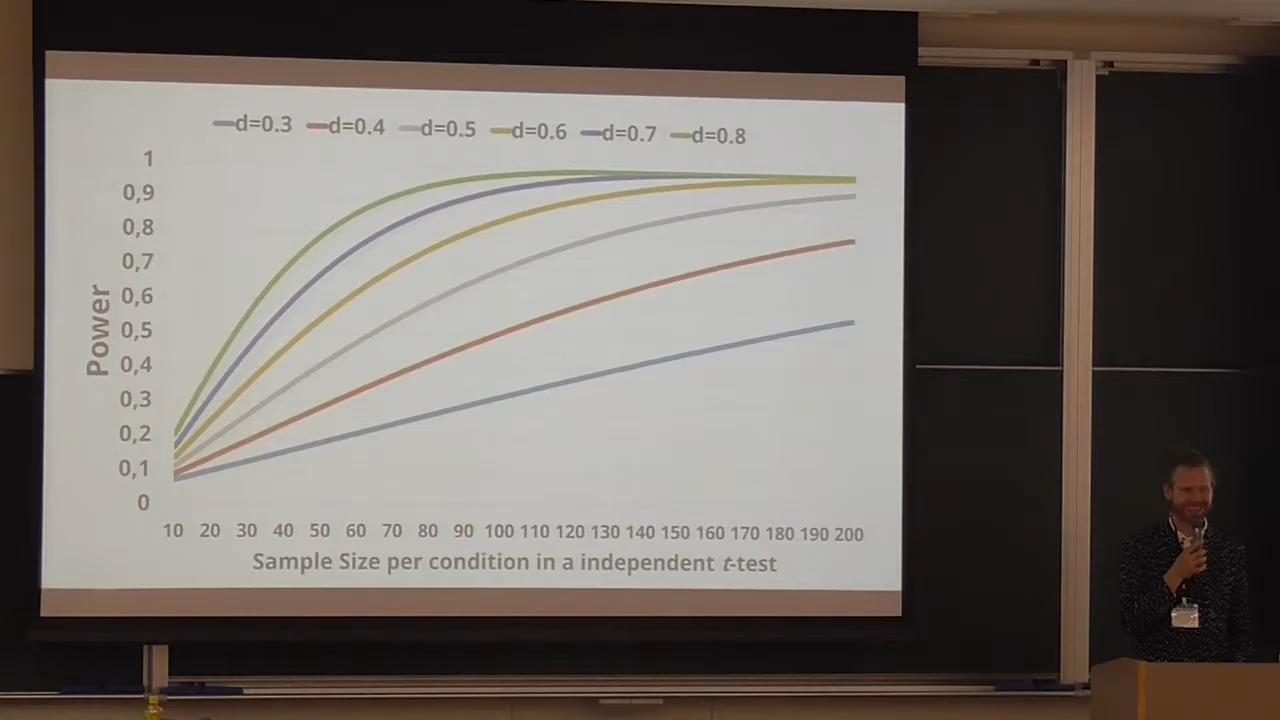 d=0.3 d=0.4 d=0.5 d=0.6 d=0.7 d=0.8
1
0,9
0,8
0,7
0,6
0,5
0,4
0,3
0,2
0,1
0
Power
10 20 30 40 50 60 70 80 90 100 110 120 130 140 150 160 170 180 190 200
Sample Size per condition in a independent t-test